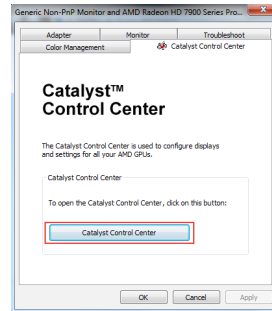 Generic Non-PnP Monitor and AMD Radeon HD 7900 Series Pro...
Adapter
Monitor
Troubleshoot
Color Management
Catalyst Control Center
Catalyst™
Control Center
The Catalyst Control Center is used to configure displays
and settings for all your AMD GPUs.
Catalyst Control Center
To open the Catalyst Control Center, click on this button:
Catalyst Control Center
OK
Cancel
Apply